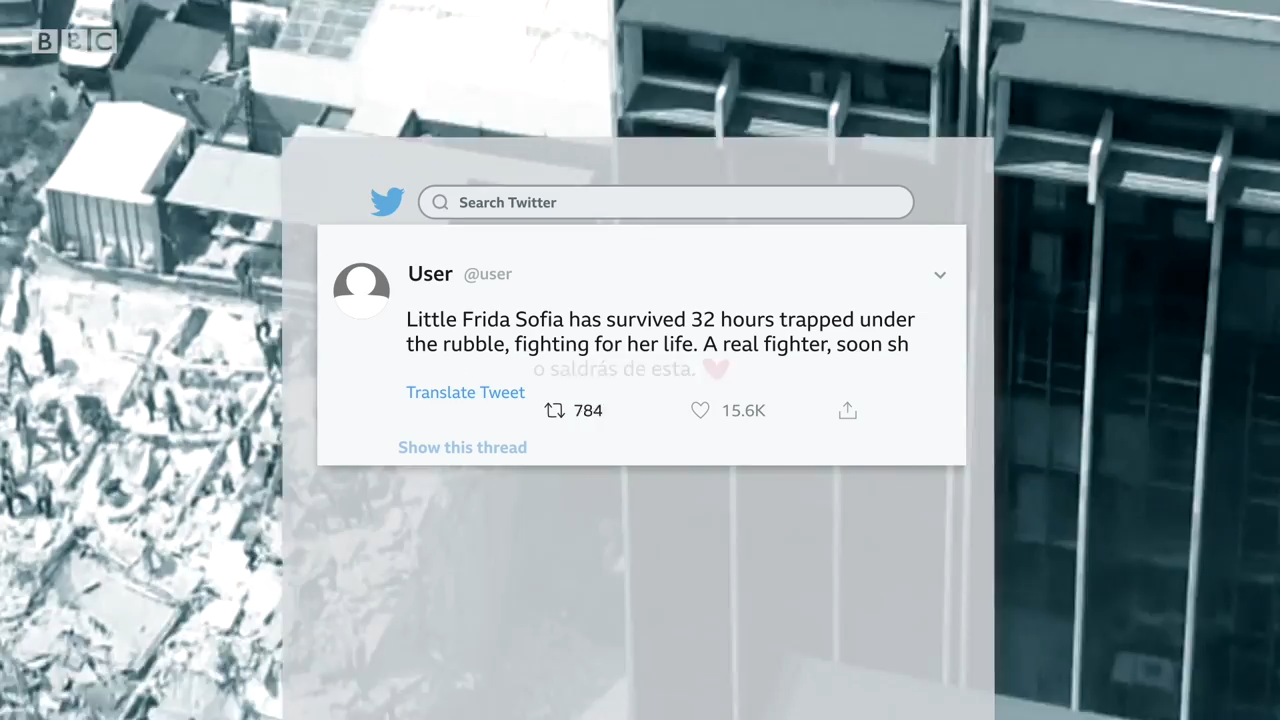 BBC
Search Twitter
User @user
Little Frida Sofia has survived 32 hours trapped under
the rubble, fighting for her life. A real fighter, soon sh
o saldrás de esta.
Translate Tweet
784 15.6K
Show this thread